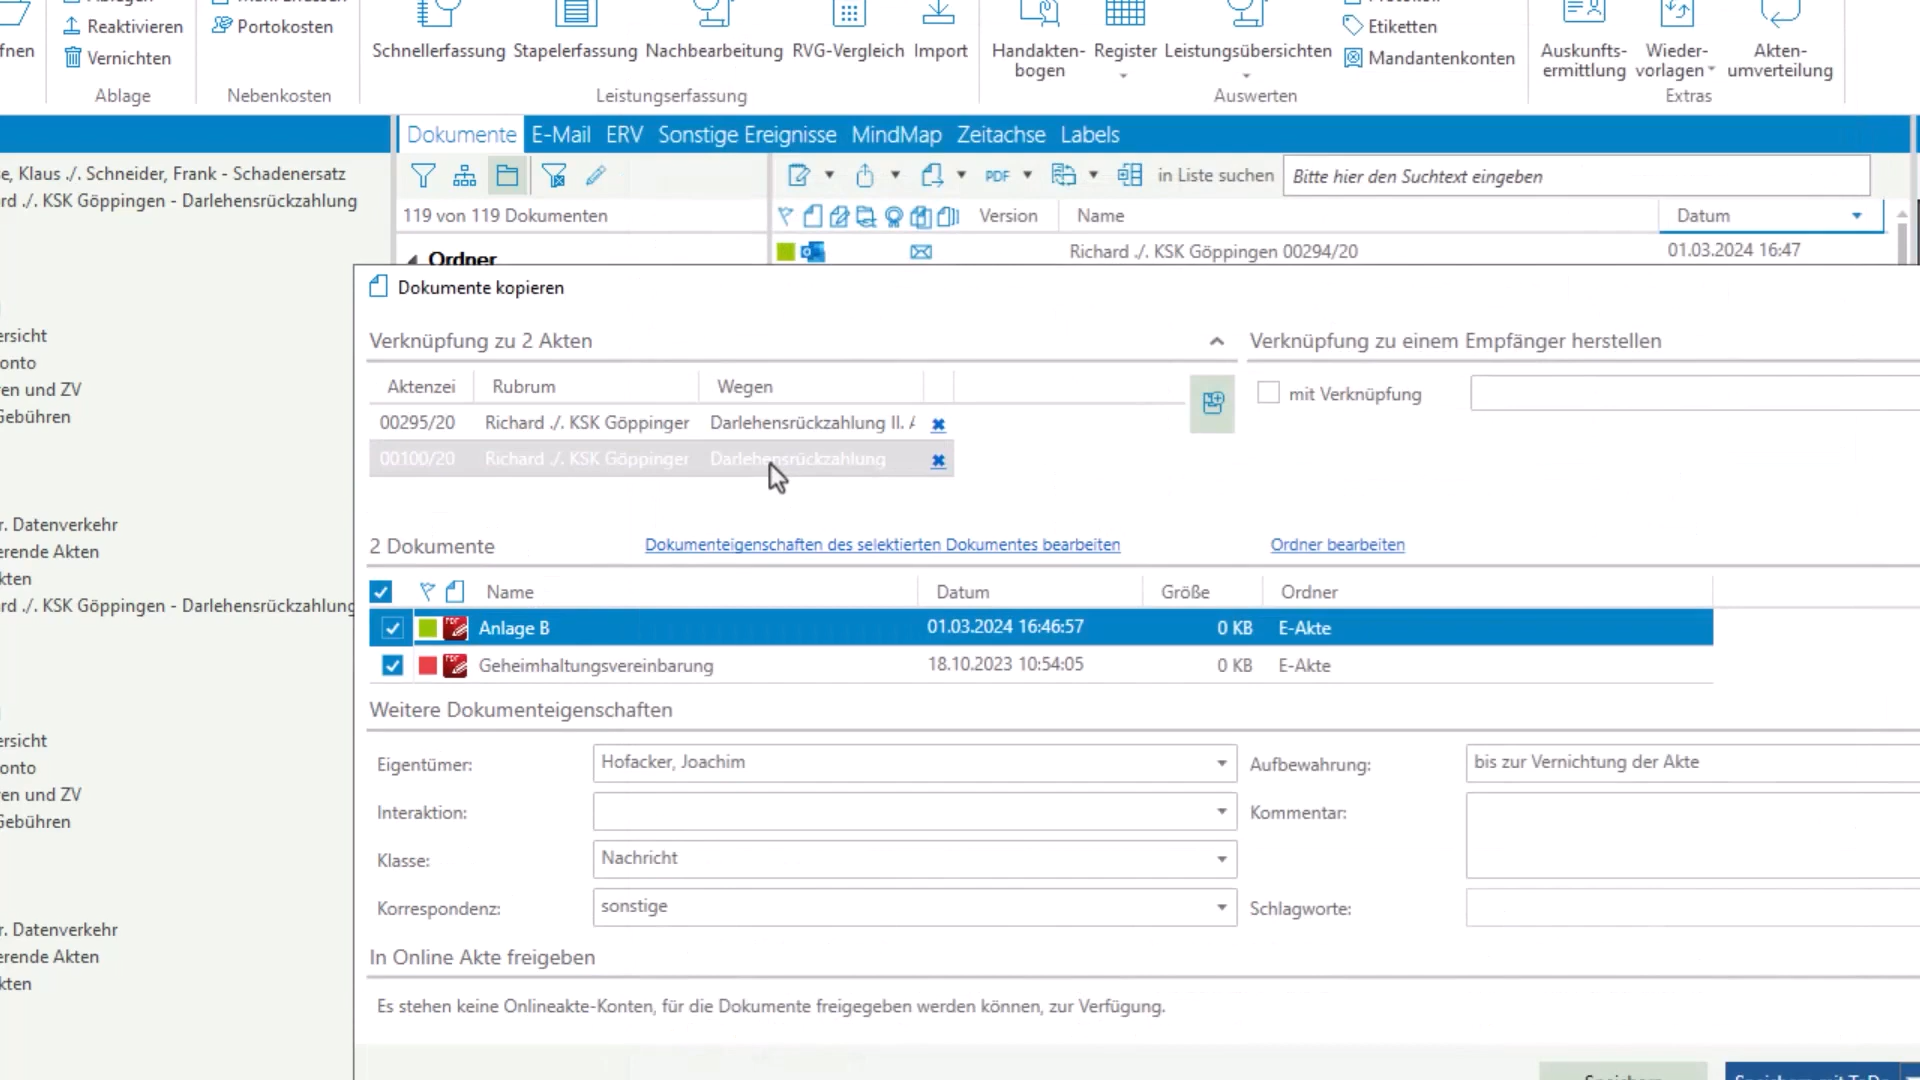 Reaktivieren
Vernichten
Ablage
Portokosten
Nebenkosten
Schnellerfassung
Stapelerfassung
Nachbearbeitung
RVG-Vergleich
Import
Leistungserfassung
Handakten-
bogen
Register
Leistungsübersichten
Etiketten
Mandantenkonten
Auswerten
Auskunfts-
ermittlung
Wieder-
vorlagen
Akten-
umverteilung
Extras
Dokumente E-Mail ERV Sonstige Ereignisse MindMap Zeitachse Labels
e, Klaus ./. Schneider, Frank - Schadenersatz
rd ./. KSK Göppingen - Darlehensrückzahlung
PDF
in Liste suchen
Bitte hier den Suchtext eingeben
119 von 119 Dokumenten
Version
Name
Datum
Ordner
Richard ./. KSK Göppingen 00294/20
01.03.2024 16:47
ersicht
onto
en und ZV
Gebühren
r. Datenverkehr
erende Akten
kten
rd ./. KSK Göppingen - Darlehensrückzahlung
ersicht
onto
en und ZV
Gebühren
r. Datenverkehr
erende Akten
kten
Dokumente kopieren
Verknüpfung zu 2 Akten
Verknüpfung zu einem Empfänger herstellen
Aktenzei Rubrum Wegen
mit Verknüpfung
00295/20 Richard ./. KSK Göppinger Darlehensrückzahlung II. A
00100/20 Richard ./. KSK Göppinger Darlehensrückzahlung
2 Dokumente
Dokumenteigenschaften des selektierten Dokumentes bearbeiten
Ordner bearbeiten
Name Datum Größe Ordner
Anlage B 01.03.2024 16:46:57 0 KB E-Akte
Geheimhaltungsvereinbarung 18.10.2023 10:54:05 0 KB E-Akte
Weitere Dokumenteigenschaften
Eigentümer: Hofacker, Joachim
Aufbewahrung: bis zur Vernichtung der Akte
Interaktion:
Kommentar:
Klasse: Nachricht
Korrespondenz: sonstige
Schlagworte:
In Online Akte freigeben
Es stehen keine Onlineakte-Konten, für die Dokumente freigegeben werden können, zur Verfügung.